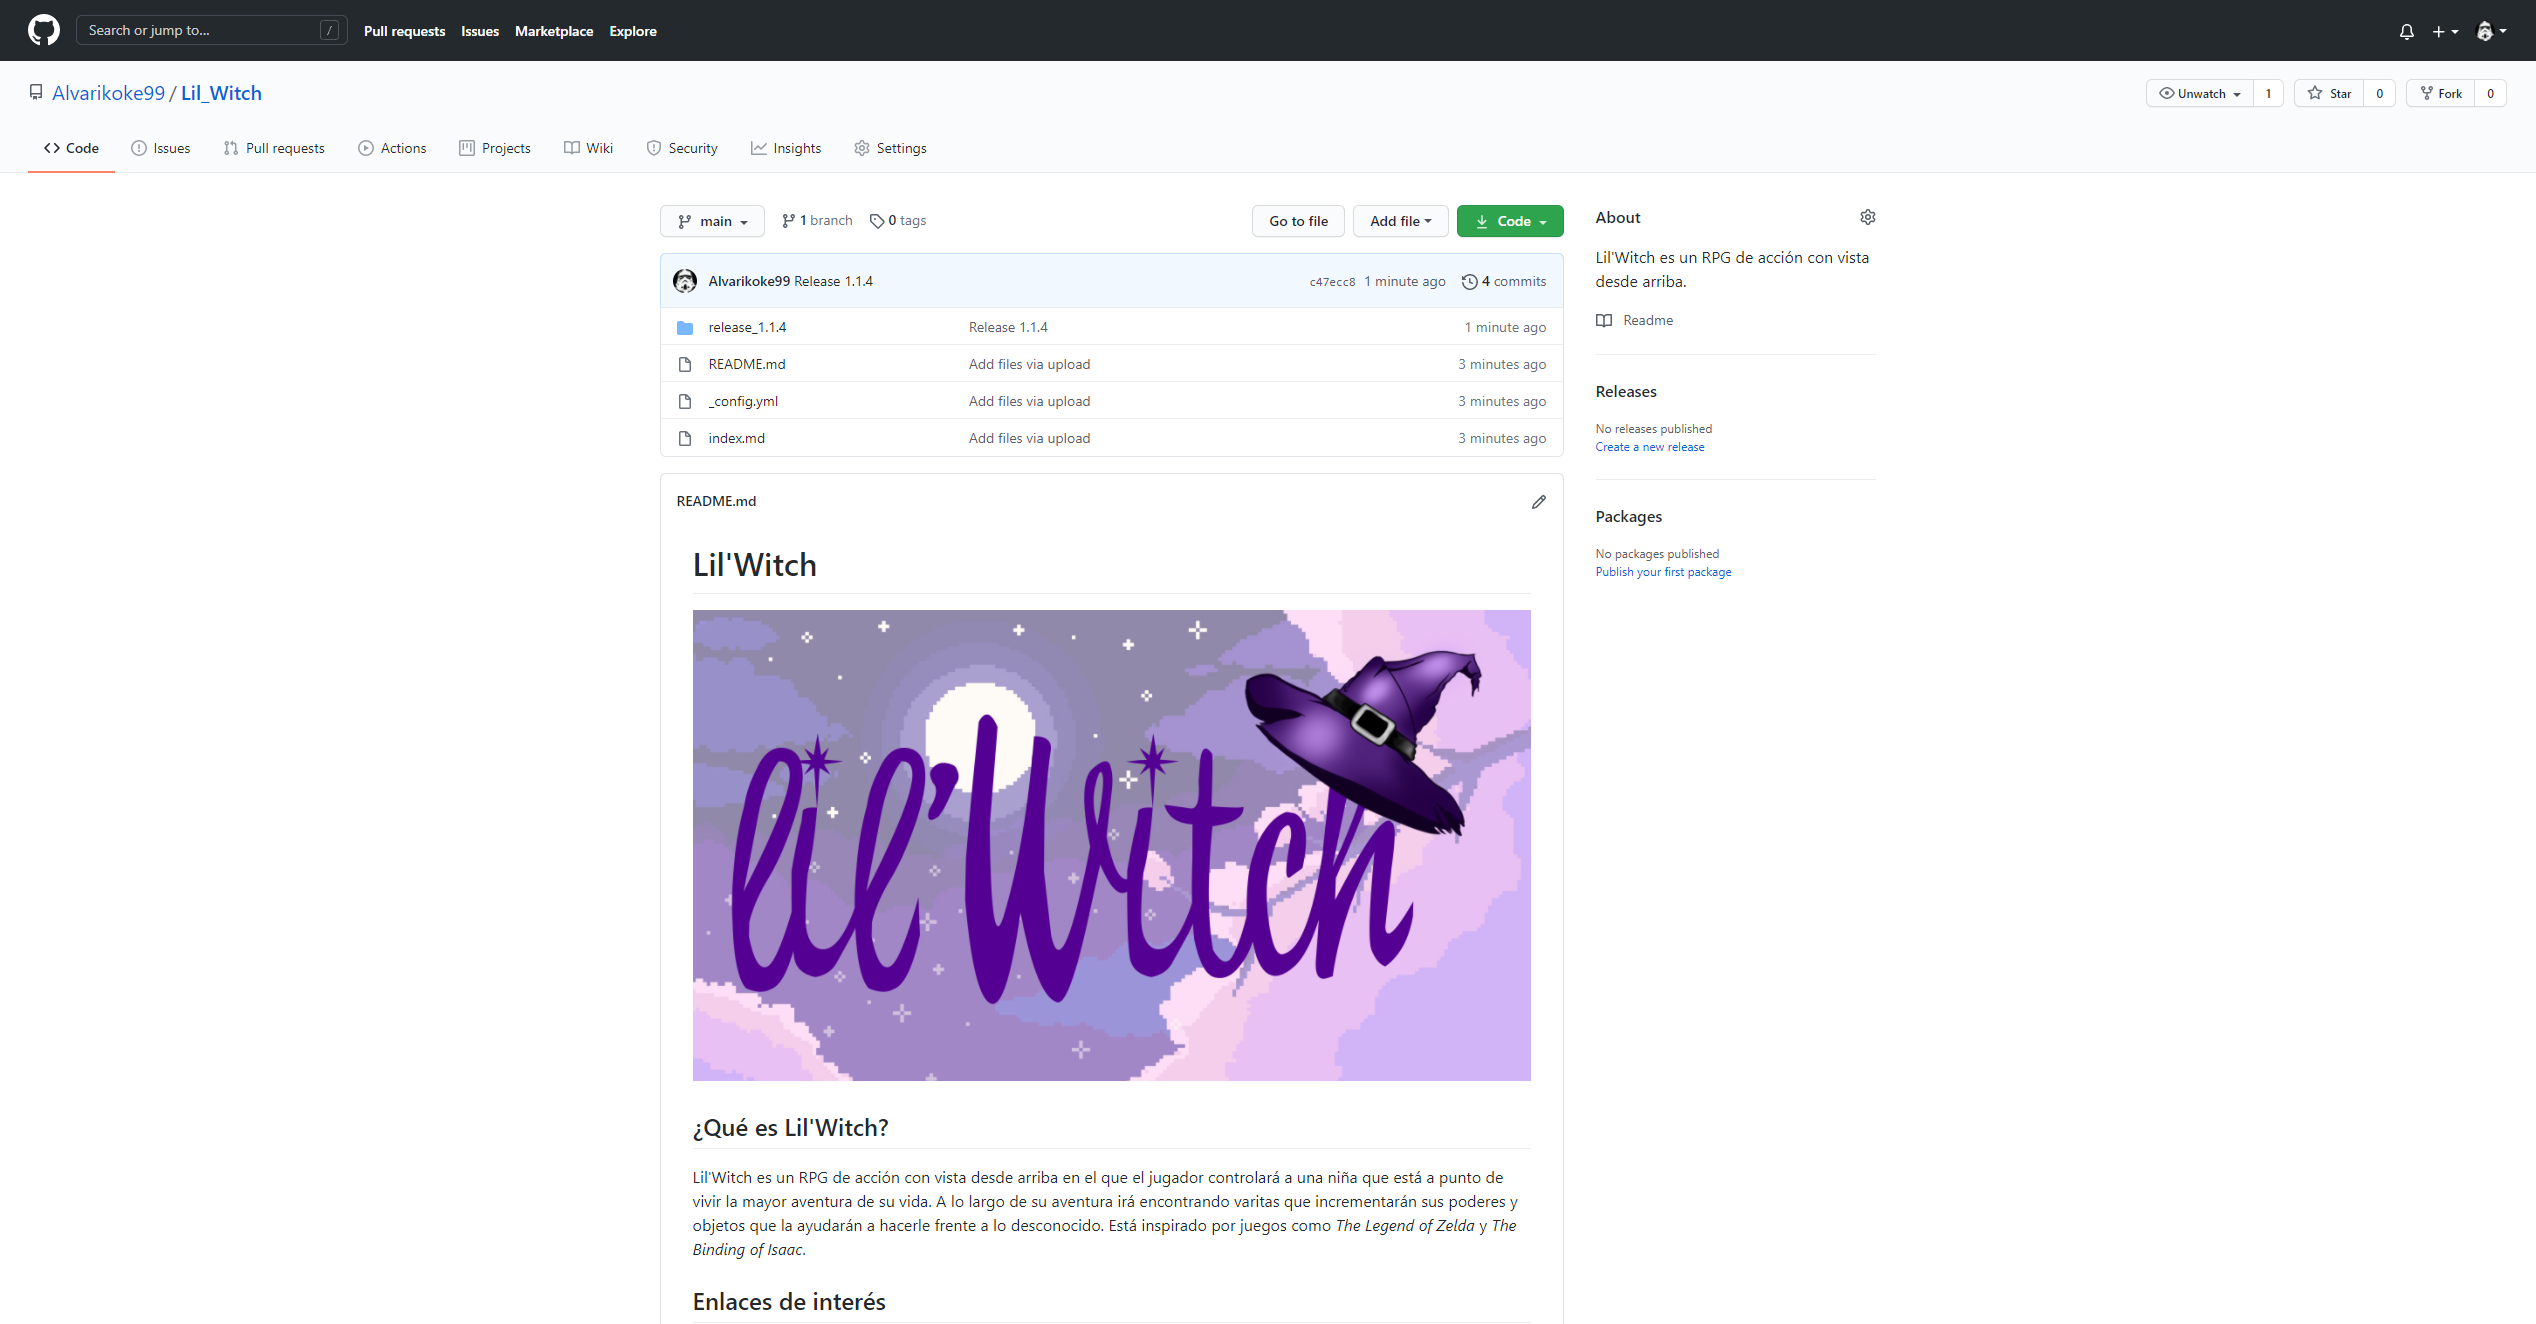 Search or jump to... /
Pull requests Issues Marketplace Explore
Alvarikoke99 / Lil_Witch
Unwatch 1 Star 0 Fork 0
Code Issues Pull requests Actions Projects Wiki Security Insights Settings
main 1 branch 0 tags Go to file Add file Code
Alvarikoke99 Release 1.1.4 c47ecc8 1 minute ago 4 commits
release_1.1.4 Release 1.1.4 1 minute ago
README.md Add files via upload 3 minutes ago
_config.yml Add files via upload 3 minutes ago
index.md Add files via upload 3 minutes ago
About
Lil'Witch es un RPG de acción con vista
desde arriba.
Readme
Releases
No releases published
Create a new release
Packages
No packages published
Publish your first package
README.md
Lil'Witch
lil'Witch
¿Qué es Lil'Witch?
Lil'Witch es un RPG de acción con vista desde arriba en el que el jugador controlará a una niña que está a punto de
vivir la mayor aventura de su vida. A lo largo de su aventura irá encontrando varitas que incrementarán sus poderes y
objetos que la ayudarán a hacerle frente a lo desconocido. Está inspirado por juegos como The Legend of Zelda y The
Binding of Isaac.
Enlaces de interés